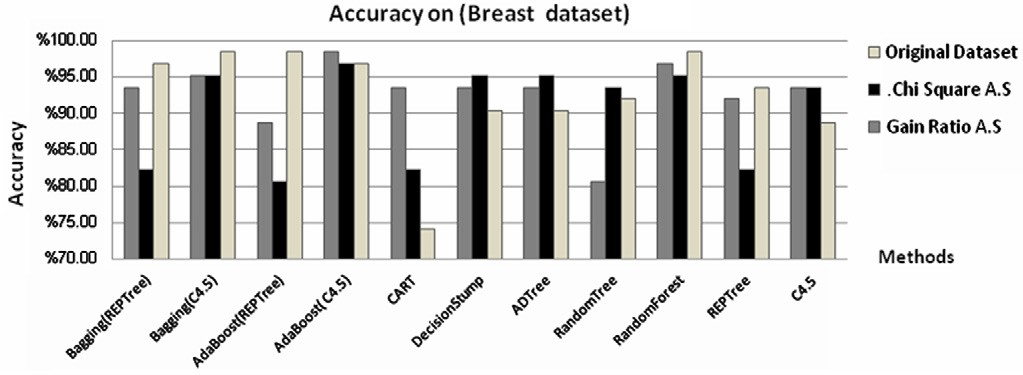 Accuracy on (Breast dataset)
%100.00
%95.00
%90.00
%85.00
%80.00
%75.00
%70.00
Accuracy
Bagging(REPTree)
Bagging(C4.5)
AdaBoost(REPTree)
AdaBoost( C4.5)
CART
DecisionStump
ADTree
RandomTree
RandomForest
REPTree
C4.5
Original Dataset
.Chi Square A.S
Gain Ratio A.S
Methods